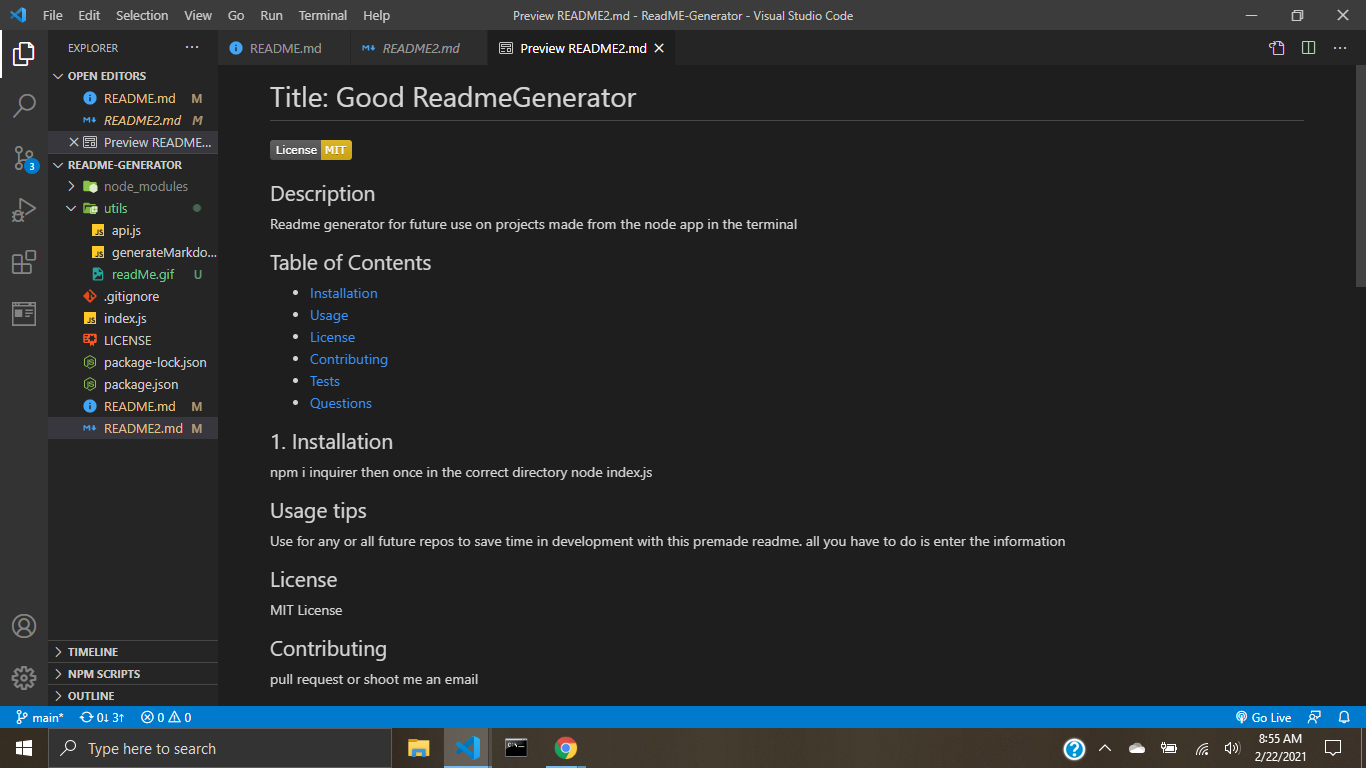 File Edit Selection View Go Run Terminal Help Preview README2.md - ReadME-Generator - Visual Studio Code
EXPLORER
README.md
README2.md
Preview README2.md
OPEN EDITORS
README.md M
README2.md M
Preview README...
3
README-GENERATOR
node_modules
utils
api.js
generateMarkdo...
readMe.gif U
.gitignore
index.js
LICENSE
package-lock.json
package.json
README.md M
README2.md M
TIMELINE
NPM SCRIPTS
OUTLINE
Title: Good ReadmeGenerator
License MIT
Description
Readme generator for future use on projects made from the node app in the terminal
Table of Contents
Installation
Usage
License
Contributing
Tests
Questions
1. Installation
npm i inquirer then once in the correct directory node index.js
Usage tips
Use for any or all future repos to save time in development with this premade readme. all you have to do is enter the information
License
MIT License
Contributing
pull request or shoot me an email
main* 0↓ 3↑ 0 0 Go Live
Type here to search
8:55 AM
2/22/2021